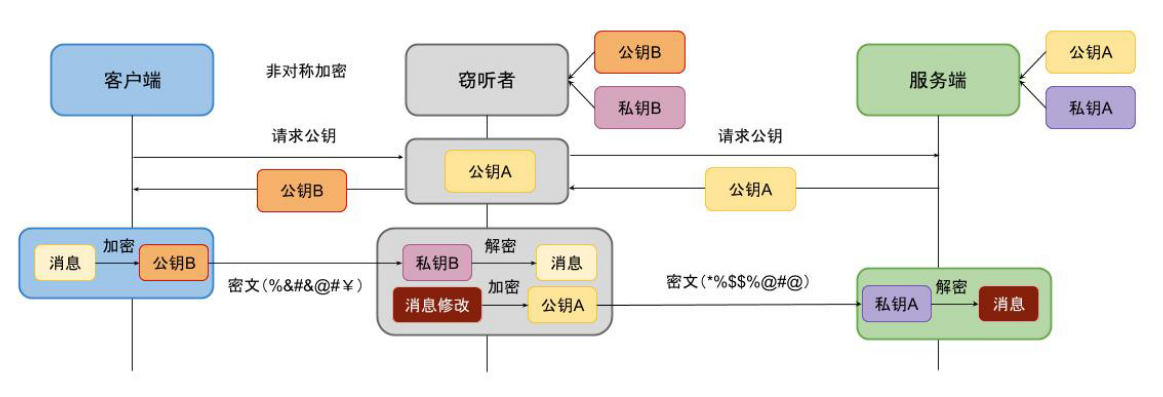 客户端
非对称加密
窃听者
公钥B
私钥B
服务端
公钥A
私钥A
请求公钥
请求公钥
公钥A
公钥B
公钥A
消息
加密
公钥B
密文(%&#&@#￥)
私钥B
解密
消息
消息修改
加密
公钥A
密文(*%$$%@#@)
私钥A
解密
消息